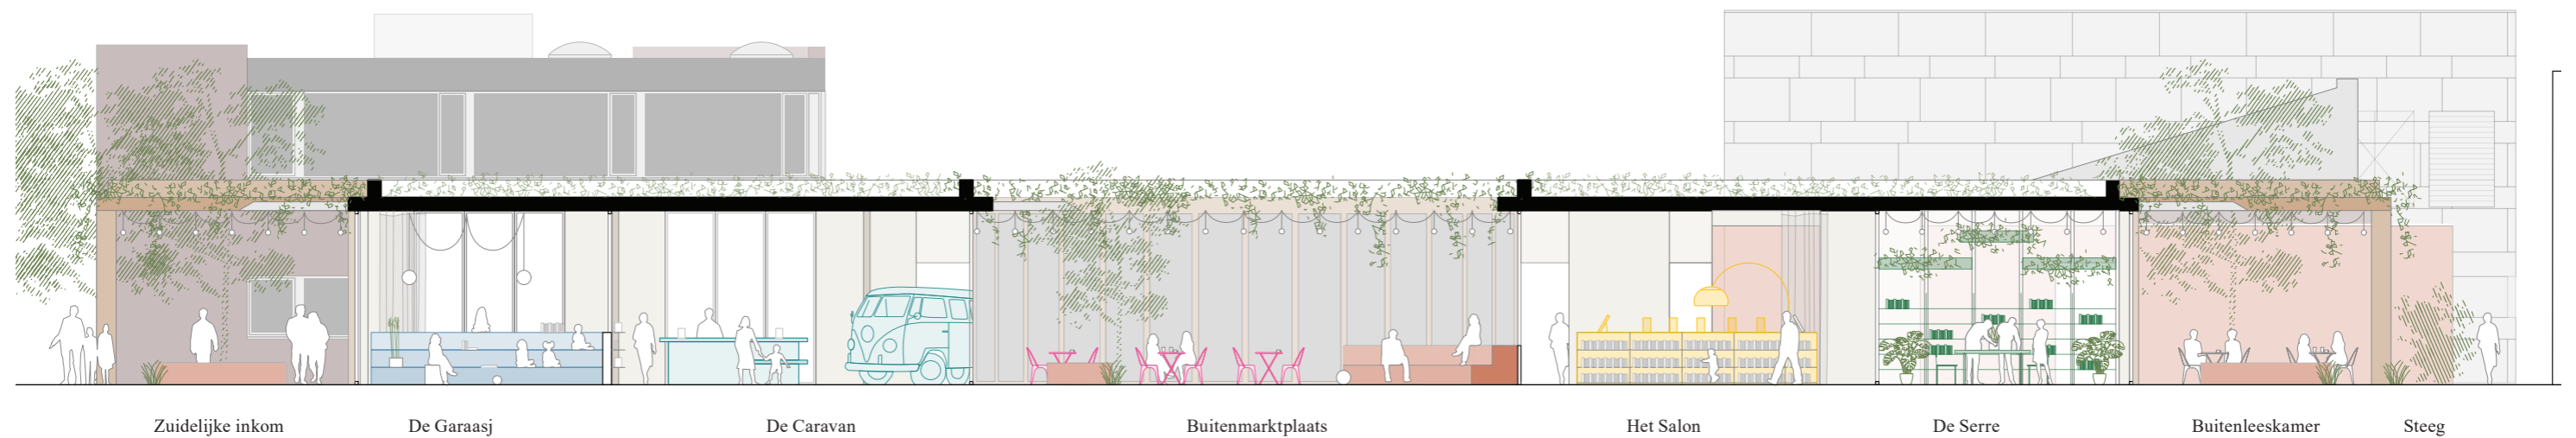 Zuidelijke inkom
De Garaasj
De Caravan
Buitenmarktplaats
Het Salon
De Serre
Buitenleeskamer
Steeg